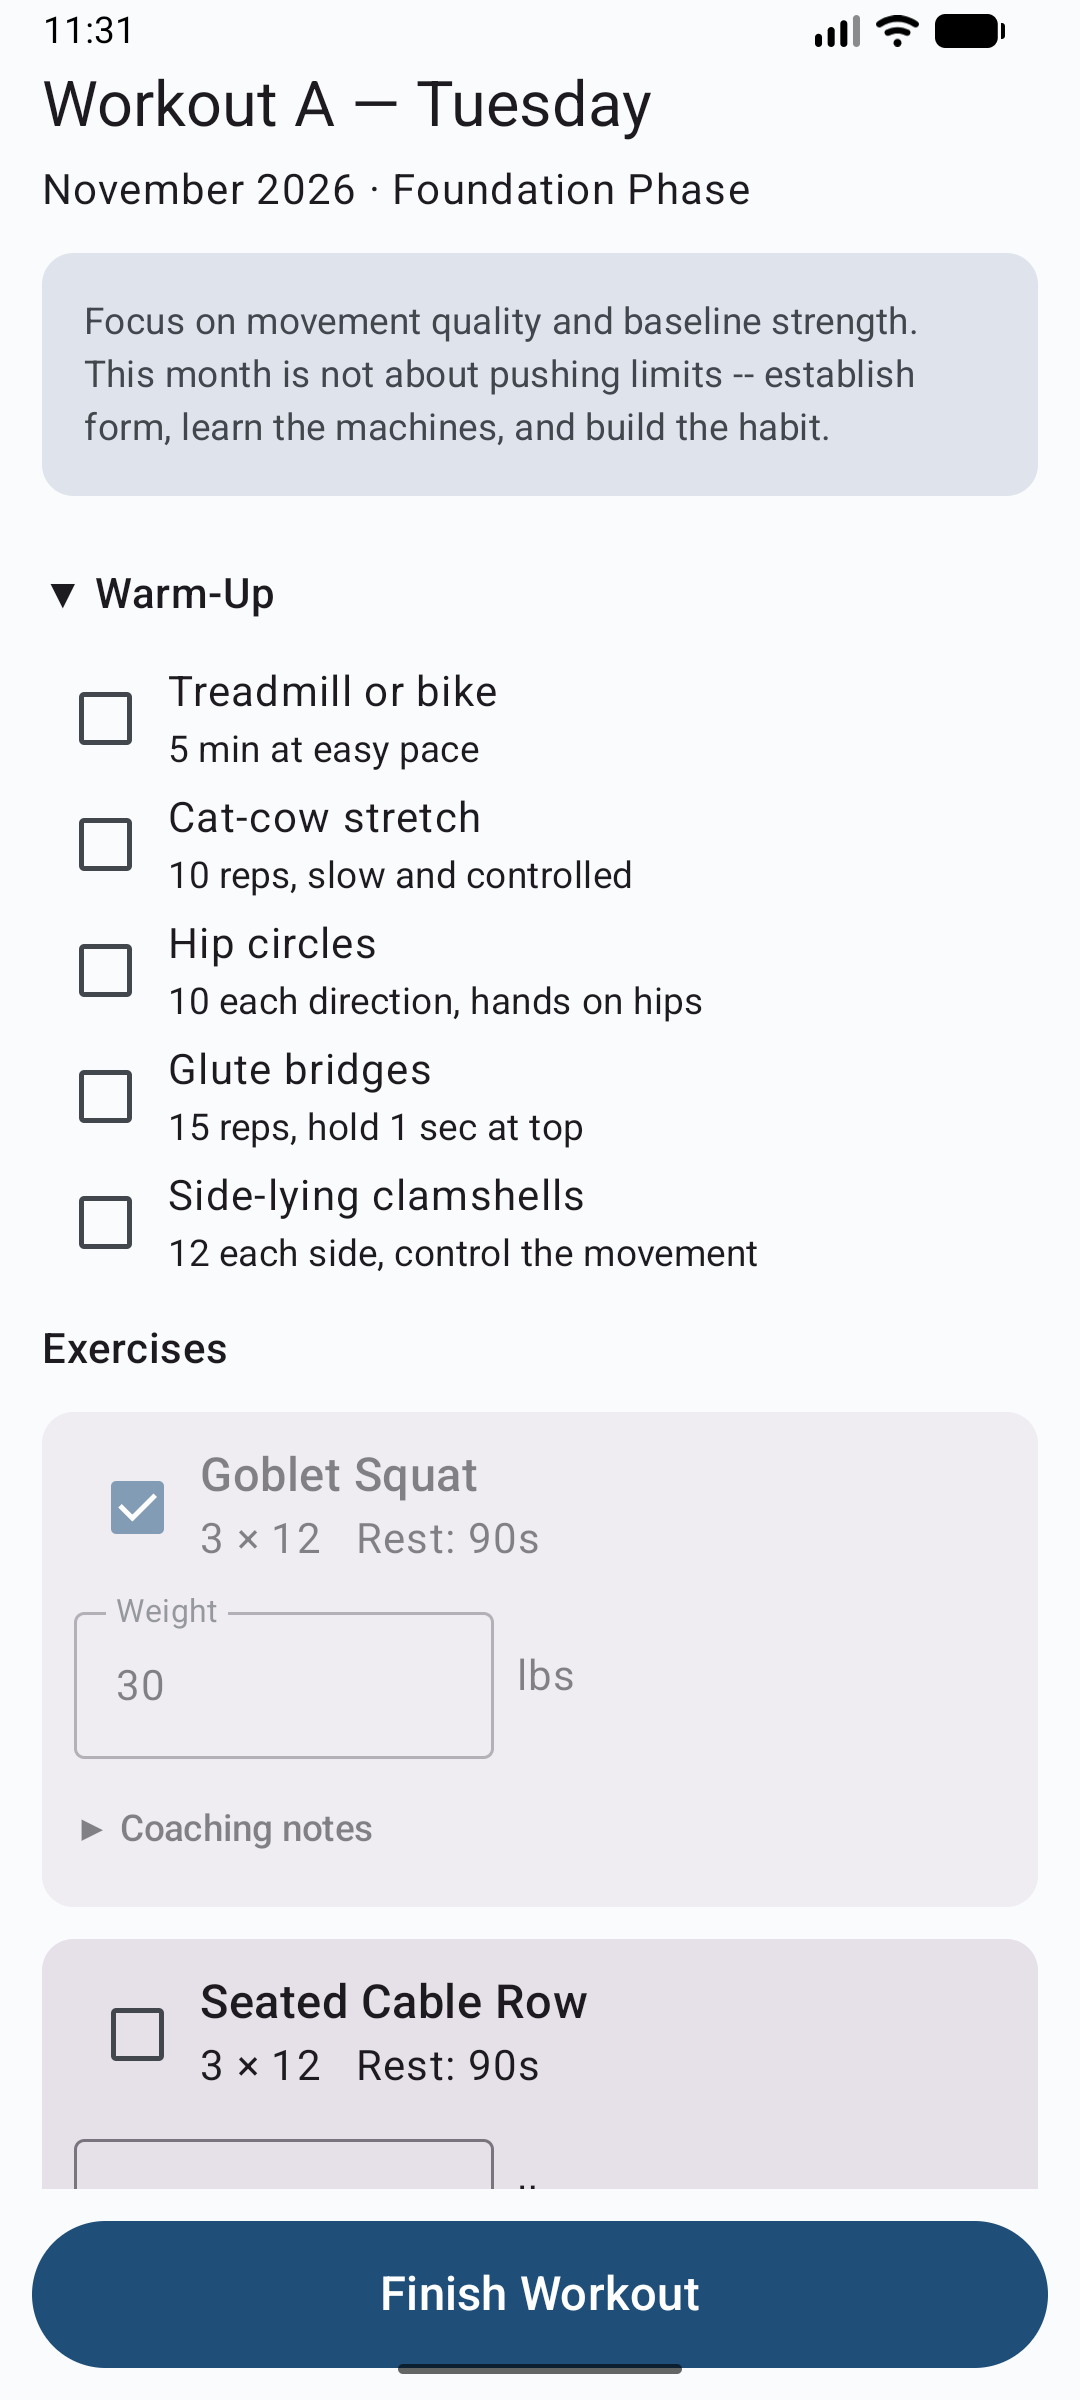 11:31
Workout A — Tuesday
November 2026 · Foundation Phase
Focus on movement quality and baseline strength.
This month is not about pushing limits -- establish
form, learn the machines, and build the habit.
▼ Warm-Up
Treadmill or bike
5 min at easy pace
Cat-cow stretch
10 reps, slow and controlled
Hip circles
10 each direction, hands on hips
Glute bridges
15 reps, hold 1 sec at top
Side-lying clamshells
12 each side, control the movement
Exercises
Goblet Squat
3 × 12 Rest: 90s
Weight
30 lbs
► Coaching notes
Seated Cable Row
3 × 12 Rest: 90s
Finish Workout